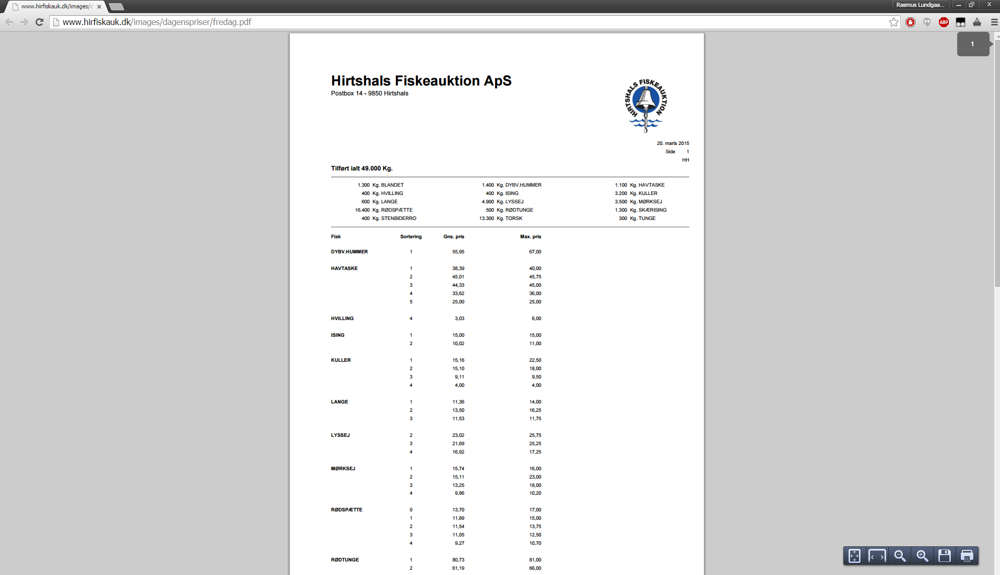 www.hirfiskauk.dk/images/d
Rasmus Lundgaa...
www.hirfiskauk.dk/images/dagenspriser/fredag.pdf
ABP
1
Hirtshals Fiskeauktion ApS
Postbox 14 - 9850 Hirtshals
HIRTSHALS FISKEAUKTION
20. marts 2015
Side 1
HH
Tilført ialt 49.000 Kg.
1.300 Kg. BLANDET 1.400 Kg. DYBV.HUMMER 1.100 Kg. HAVTASKE
400 Kg. HVILLING 400 Kg. ISING 3.200 Kg. KULLER
600 Kg. LANGE 4.900 Kg. LYSSEJ 3.500 Kg. MØRKSEJ
16.400 Kg. RØDSPÆTTE 500 Kg. RØDTUNGE 1.300 Kg. SKÆRISING
400 Kg. STENBIDERRO 13.300 Kg. TORSK 300 Kg. TUNGE
Fisk Sortering Gns. pris Max. pris
DYBV.HUMMER 1 55,95 67,00
HAVTASKE 1 38,39 40,00
2 45,01 45,75
3 44,33 45,00
4 33,62 36,00
5 25,00 25,00
HVILLING 4 3,03 6,00
ISING 1 15,00 15,00
2 10,02 11,00
KULLER 1 15,16 22,50
2 15,10 18,00
3 9,11 9,50
4 4,00 4,00
LANGE 1 11,36 14,00
2 13,50 16,25
3 11,53 11,75
LYSSEJ 2 23,02 25,75
3 21,69 25,25
4 16,92 17,25
MØRKSEJ 1 15,74 16,00
2 15,11 23,00
3 13,25 18,00
4 9,86 10,20
RØDSPÆTTE 0 13,70 17,00
1 11,89 15,00
2 11,54 13,75
3 11,05 12,50
4 9,27 10,70
RØDTUNGE 1 80,73 81,00
2 61,19 66,00